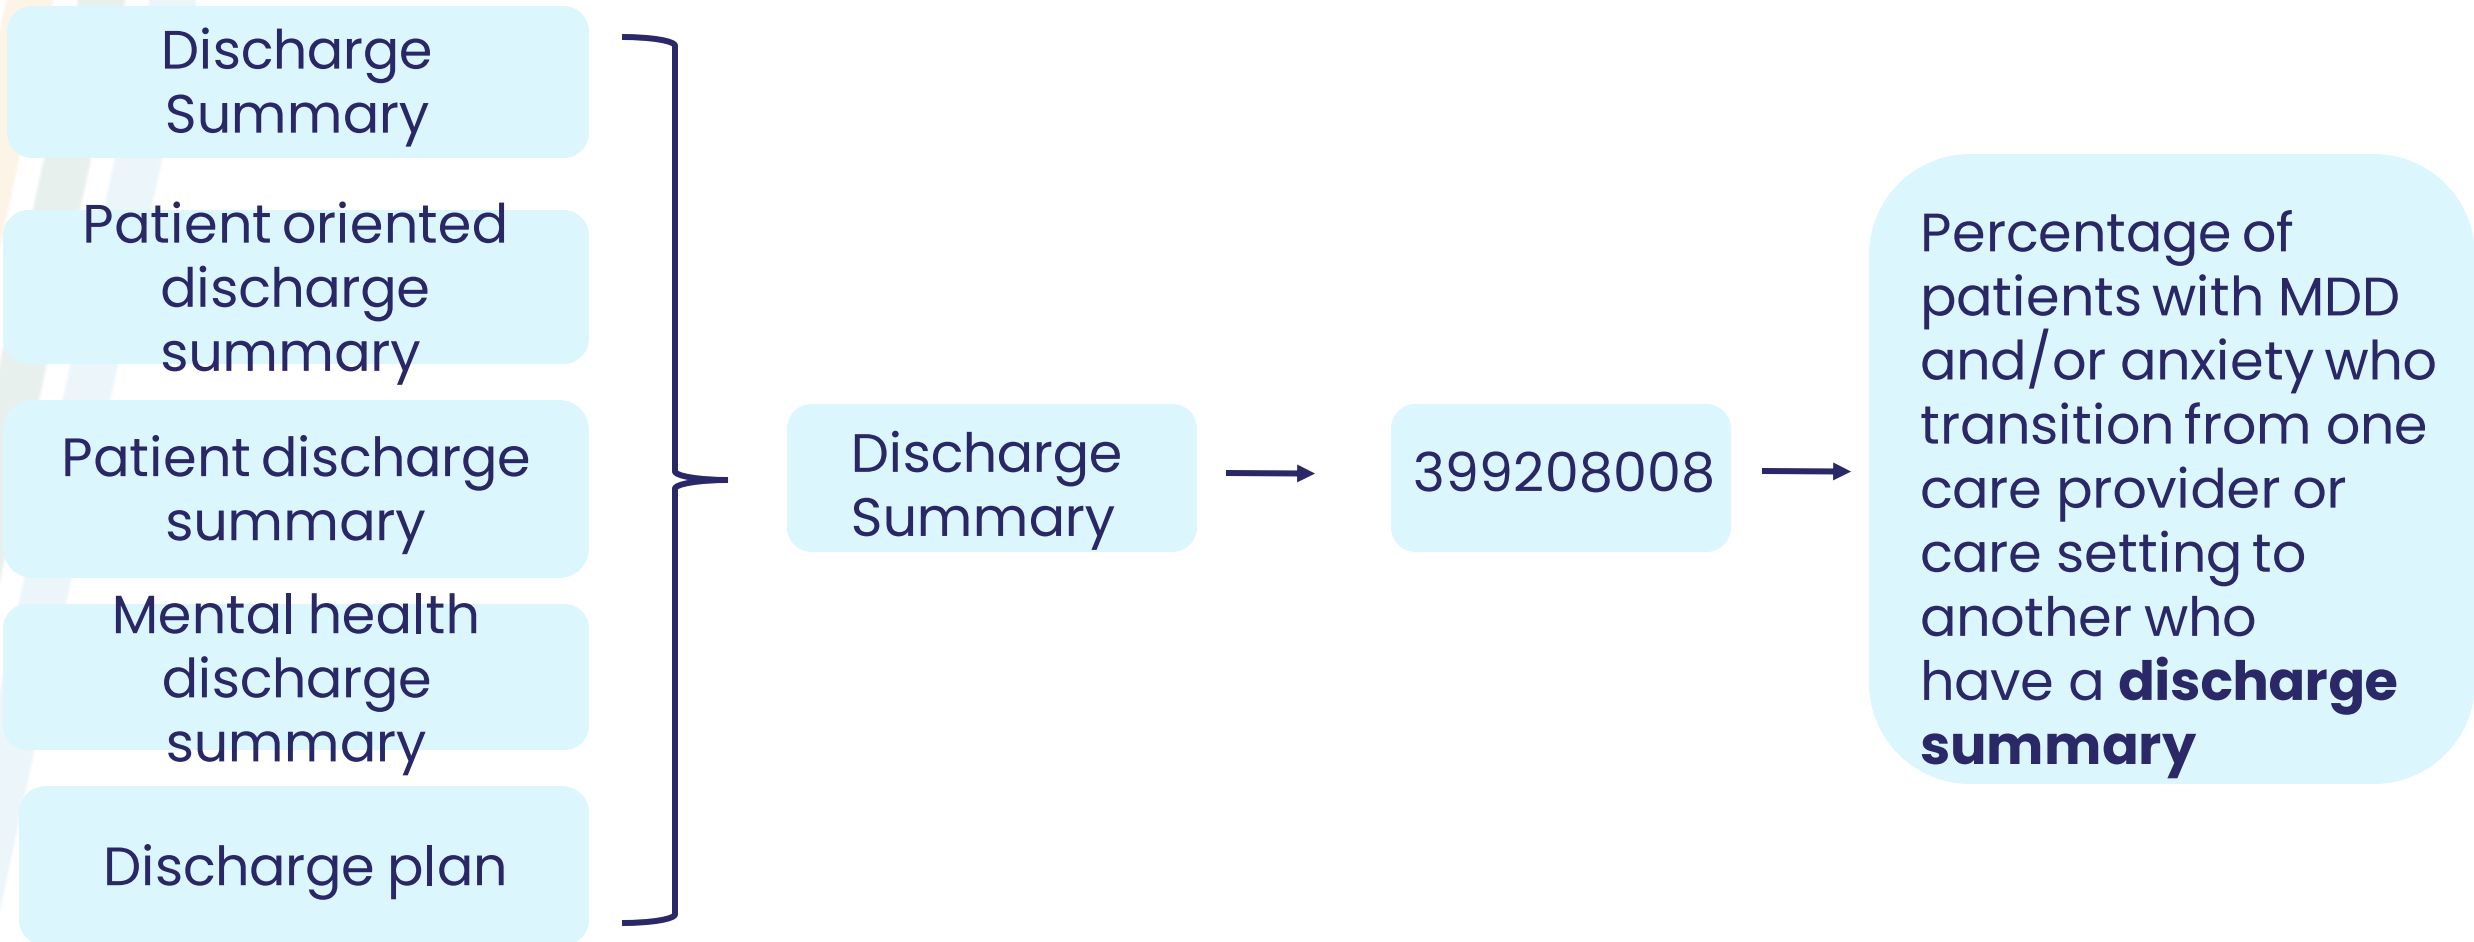 Discharge
Summary
Patient oriented
discharge
summary
Patient discharge
summary
Mental health
discharge
summary
Discharge plan
Discharge
Summary
399208008
Percentage of
patients with MDD
and/or anxiety who
transition from one
care provider or
care setting to
another who
have a discharge
summary